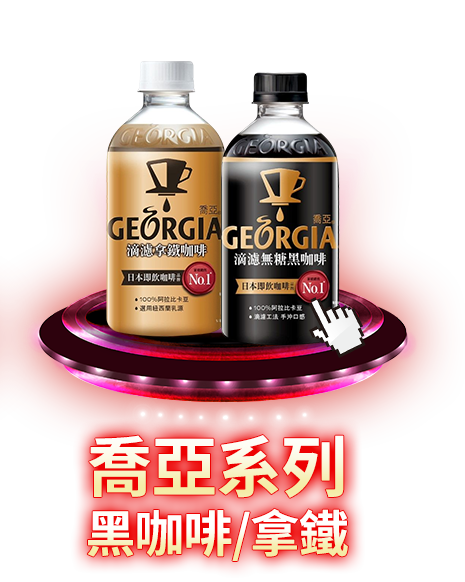 GEORGIA
GEORGIA
喬亞
GEORGIA
滴濾拿鐵咖啡
日本即飲咖啡
No.1
•100%阿拉比卡豆
•選用紐西蘭乳源
喬亞
GEORGIA
滴濾無糖黑咖啡
日本即飲咖啡
No.1
•100%阿拉比卡豆
•滴濾工法 手沖口感
喬亞系列
黑咖啡/拿鐵